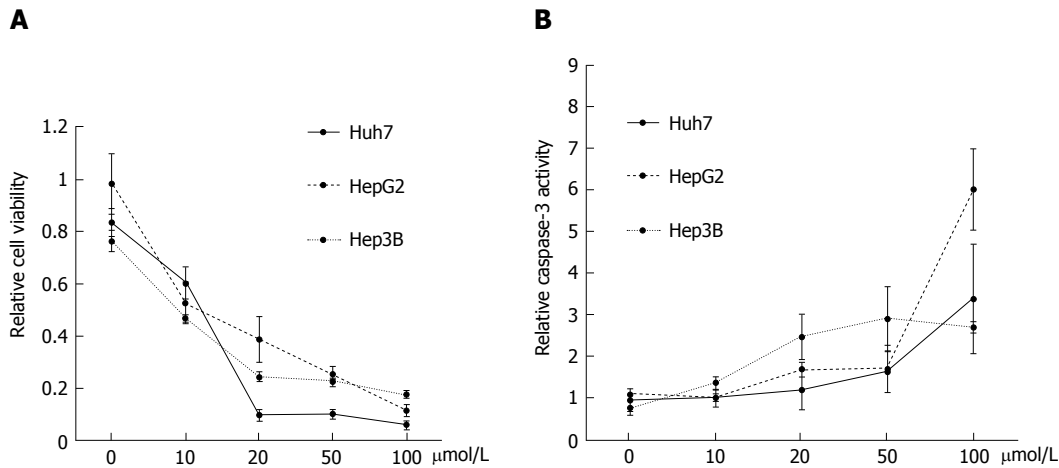 A
Relative cell viability
1.2
1
0.8
0.6
0.4
0.2
0
Huh7
HepG2
Hep3B
0 10 20 50 100 μmol/L
B
Relative caspase-3 activity
9
8
7
6
5
4
3
2
1
0
Huh7
HepG2
Hep3B
0 10 20 50 100 μmol/L